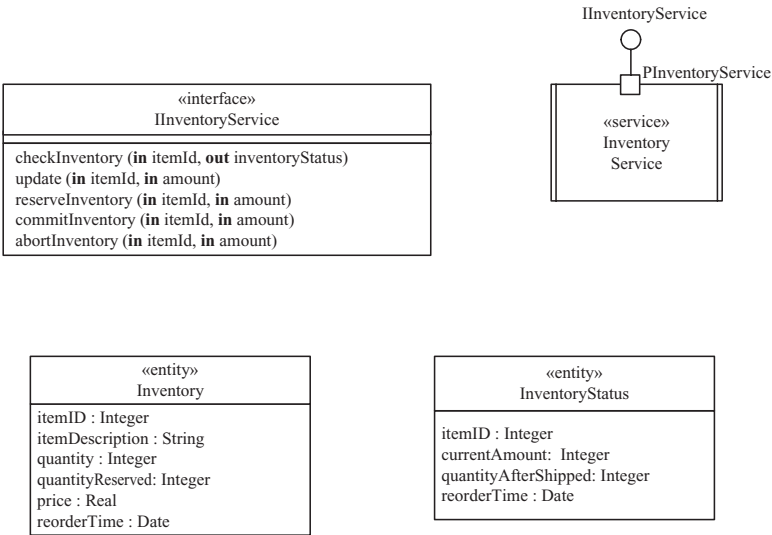 IInventoryService
PInventoryService
«service»
Inventory
Service
«interface»
IInventoryService
checkInventory (in itemId, out inventoryStatus)
update (in itemId, in amount)
reserveInventory (in itemId, in amount)
commitInventory (in itemId, in amount)
abortInventory (in itemId, in amount)
«entity»
Inventory
itemID : Integer
itemDescription : String
quantity : Integer
quantityReserved: Integer
price : Real
reorderTime : Date
«entity»
InventoryStatus
itemID : Integer
currentAmount: Integer
quantityAfterShipped: Integer
reorderTime : Date